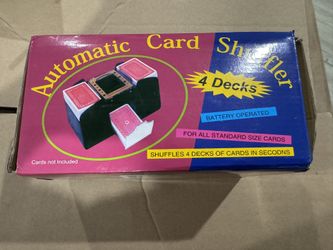 Automatic Card Shuffler
4 Decks
BATTERY OPERATED
FOR ALL STANDARD SIZE CARDS
SHUFFLES 4 DECKS OF CARDS IN SECODNS
Cards not Included